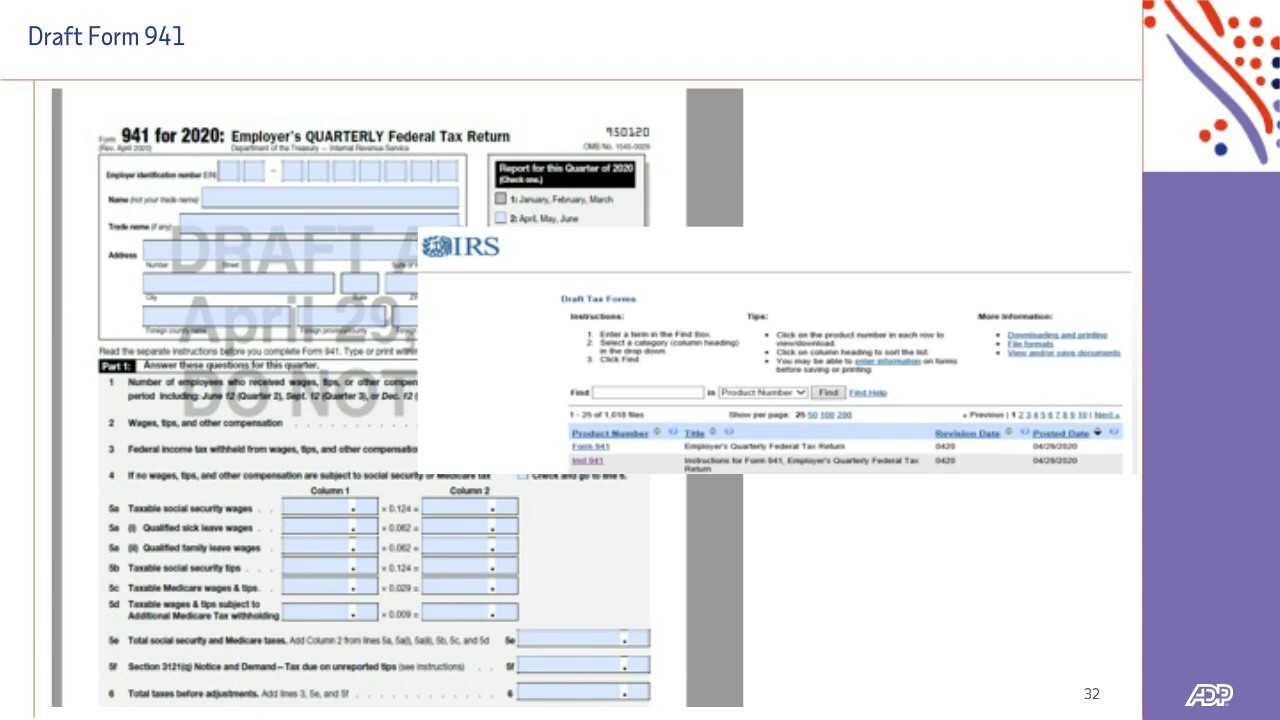 Draft Form 941
Form 941 for 2020: Employer's QUARTERLY Federal Tax Return 950120
(Rev. April 2020) Department of the Treasury — Internal Revenue Service OMB No. 1545-0029
Employer identification number (EIN) –
Name (not your trade name)
Trade name (if any)
Address
Number Street
City State
Foreign country name Foreign province/county Foreign
Report for this Quarter of 2020
(Check one.)
1: January, February, March
2: April, May, June
DRAFT A
April 29,
DO NOT
Read the separate instructions before you complete Form 941. Type or print within
Part 1: Answer these questions for this quarter.
1 Number of employees who received wages, tips, or other compen
period including: June 12 (Quarter 2), Sept. 12 (Quarter 3), or Dec. 12 (
2 Wages, tips, and other compensation . . . . . . .
3 Federal income tax withheld from wages, tips, and other compensatio
4 If no wages, tips, and other compensation are subject to social security or Medicare tax Check and go to line 6.
Column 1 Column 2
5a Taxable social security wages . . × 0.124 =
5a (i) Qualified sick leave wages . . × 0.062 =
5a (ii) Qualified family leave wages . × 0.062 =
5b Taxable social security tips . . . × 0.124 =
5c Taxable Medicare wages & tips. . × 0.029 =
5d Taxable wages & tips subject to
Additional Medicare Tax withholding × 0.009 =
5e Total social security and Medicare taxes. Add Column 2 from lines 5a, 5a(i), 5a(ii), 5b, 5c, and 5d 5e
5f Section 3121(q) Notice and Demand—Tax due on unreported tips (see instructions) . . 5f
6 Total taxes before adjustments. Add lines 3, 5e, and 5f . . . . . . . . . . . . 6
IRS
Draft Tax Forms
Instructions:
1. Enter a term in the Find Box.
2. Select a category (column heading)
in the drop down.
3. Click Find.
Tips:
• Click on the product number in each row to
view/download.
• Click on column heading to sort the list.
• You may be able to enter information on forms
before saving or printing.
More Information:
• Downloading and printing
• File formats
• View and/or save documents
Find in Product Number Find Find Help
1 - 25 of 1,018 files Show per page: 25 50 100 200 « Previous | 1 2 3 4 5 6 7 8 9 10 | Next »
Product Number Title Revision Date Posted Date
Form 941 Employer's Quarterly Federal Tax Return 0420 04/29/2020
Inst 941 Instructions for Form 941, Employer's Quarterly Federal Tax 0420 04/29/2020
Return
32
ADP